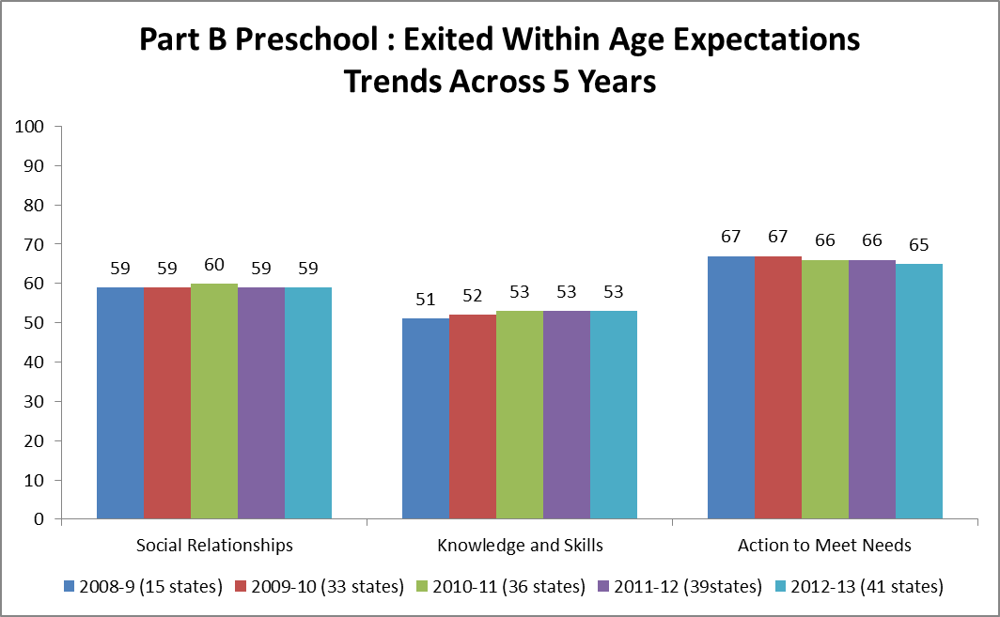 Part B Preschool : Exited Within Age Expectations
Trends Across 5 Years
100
90
80
70
60
50
40
30
20
10
0
59 59 60 59 59
51 52 53 53 53
67 67 66 66 65
Social Relationships
Knowledge and Skills
Action to Meet Needs
2008-9 (15 states) 2009-10 (33 states) 2010-11 (36 states) 2011-12 (39states) 2012-13 (41 states)